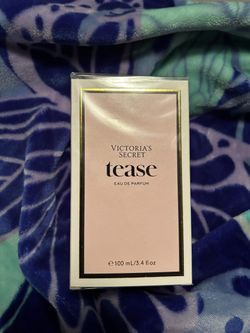 VICTORIA'S
SECRET
tease
EAU DE PARFUM
℮ 100 mL/3.4 fl oz